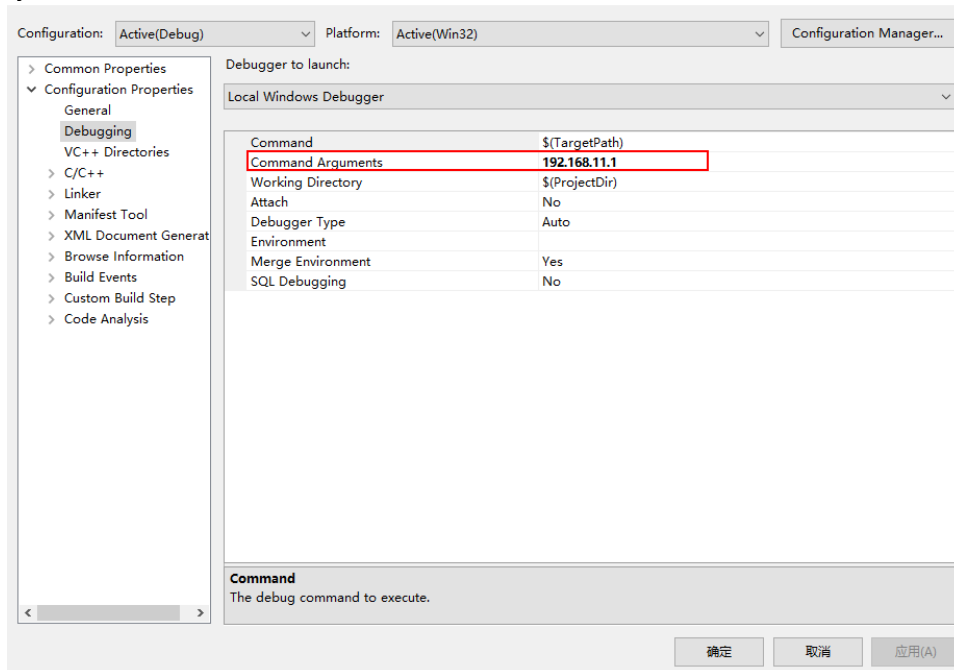 Configuration: Active(Debug) Platform: Active(Win32) Configuration Manager...
Common Properties
Configuration Properties
General
Debugging
VC++ Directories
C/C++
Linker
Manifest Tool
XML Document Generat
Browse Information
Build Events
Custom Build Step
Code Analysis
Debugger to launch:
Local Windows Debugger
Command $(TargetPath)
Command Arguments 192.168.11.1
Working Directory $(ProjectDir)
Attach No
Debugger Type Auto
Environment
Merge Environment Yes
SQL Debugging No
Command
The debug command to execute.
确定 取消 应用(A)